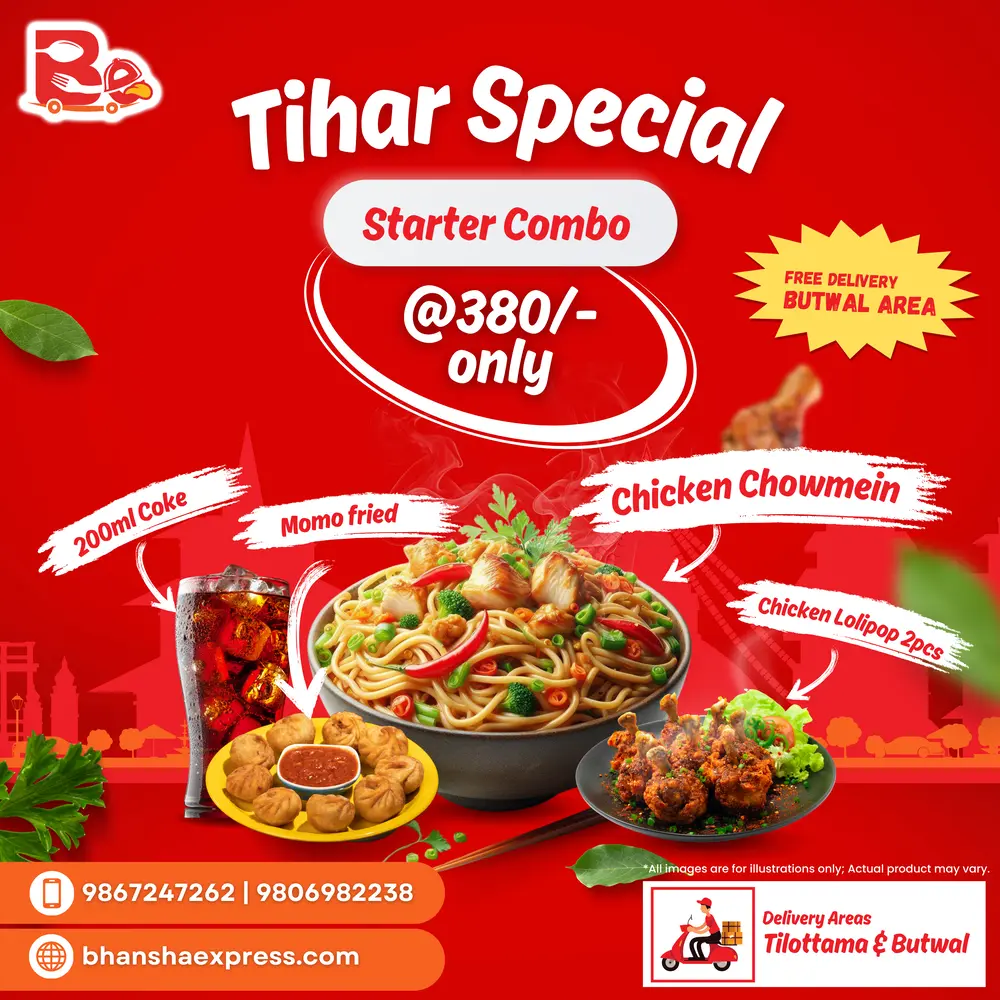 Tihar Special
Starter Combo
@380/-
only
FREE DELIVERY
BUTWAL AREA
200ml Coke
Momo fried
Chicken Chowmein
Chicken Lolipop 2pcs
*All images are for illustrations only; Actual product may vary.
9867247262 | 9806982238
bhanshaexpress.com
Delivery Areas
Tilottama & Butwal